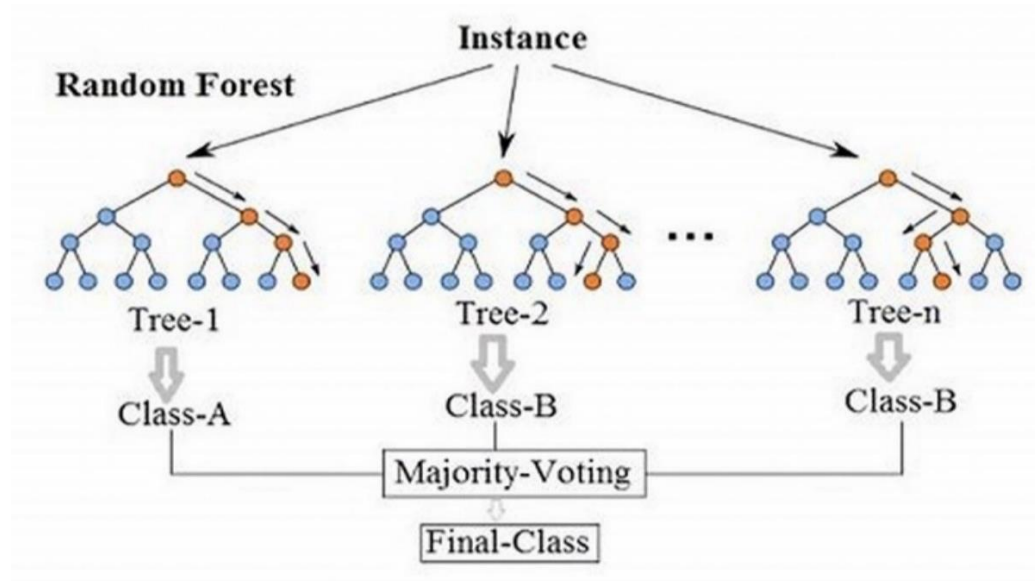 Instance
Random Forest
...
Tree-1
Tree-2
Tree-n
Class-A
Class-B
Class-B
Majority-Voting
Final-Class